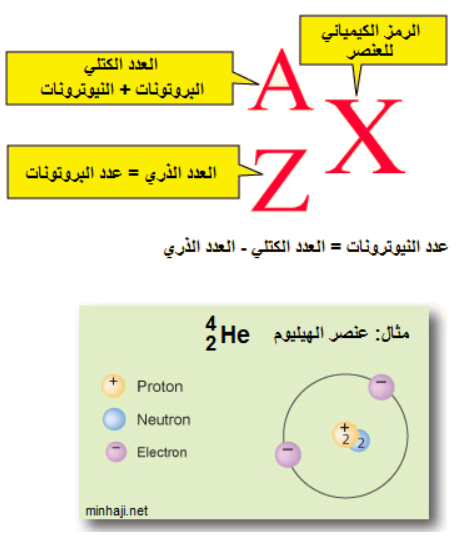 الرمز الكيميائي
للعنصر
العدد الكتلي
البروتونات + النيوترونات
A
X
العدد الذري = عدد البروتونات
Z
عدد النيوترونات = العدد الكتلي - العدد الذري
مثال: عنصر الهيليوم 4 2 He
+ Proton
Neutron
− Electron
−
+
2 2
−
minhaji.net